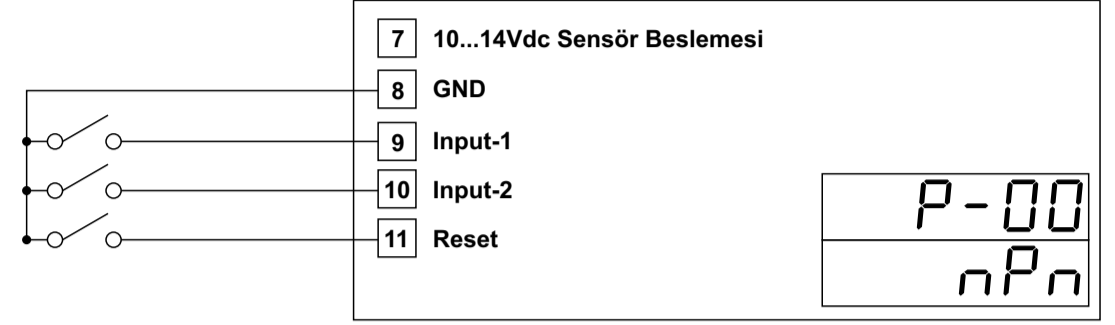 7 10...14Vdc Sensör Beslemesi
8 GND
9 Input-1
10 Input-2
11 Reset
P-00
nPn